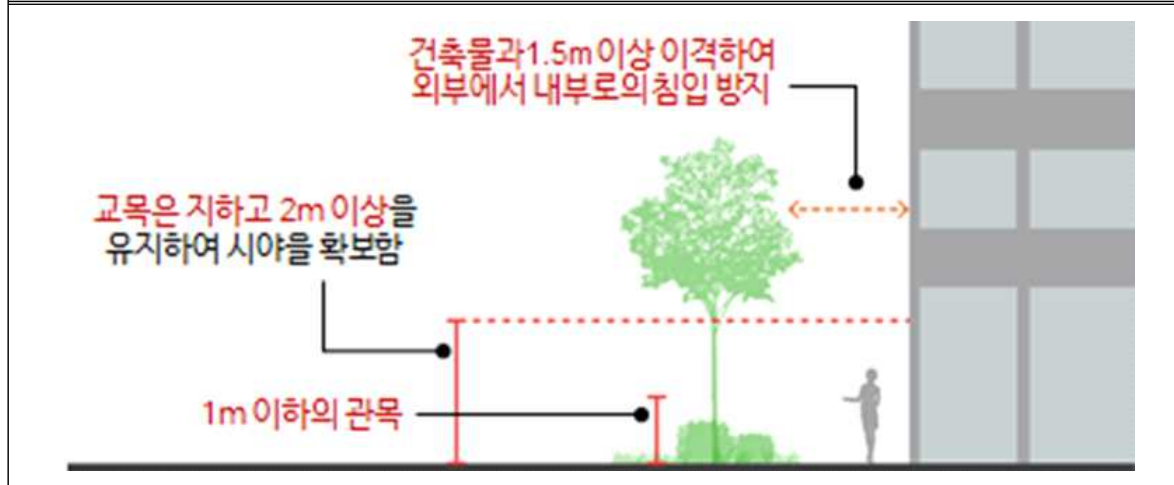 건축물과1.5m 이상 이격하여
외부에서 내부로의 침입 방지
교목은 지하고 2m 이상을
유지하여 시야을 확보함
1m 이하의 관목